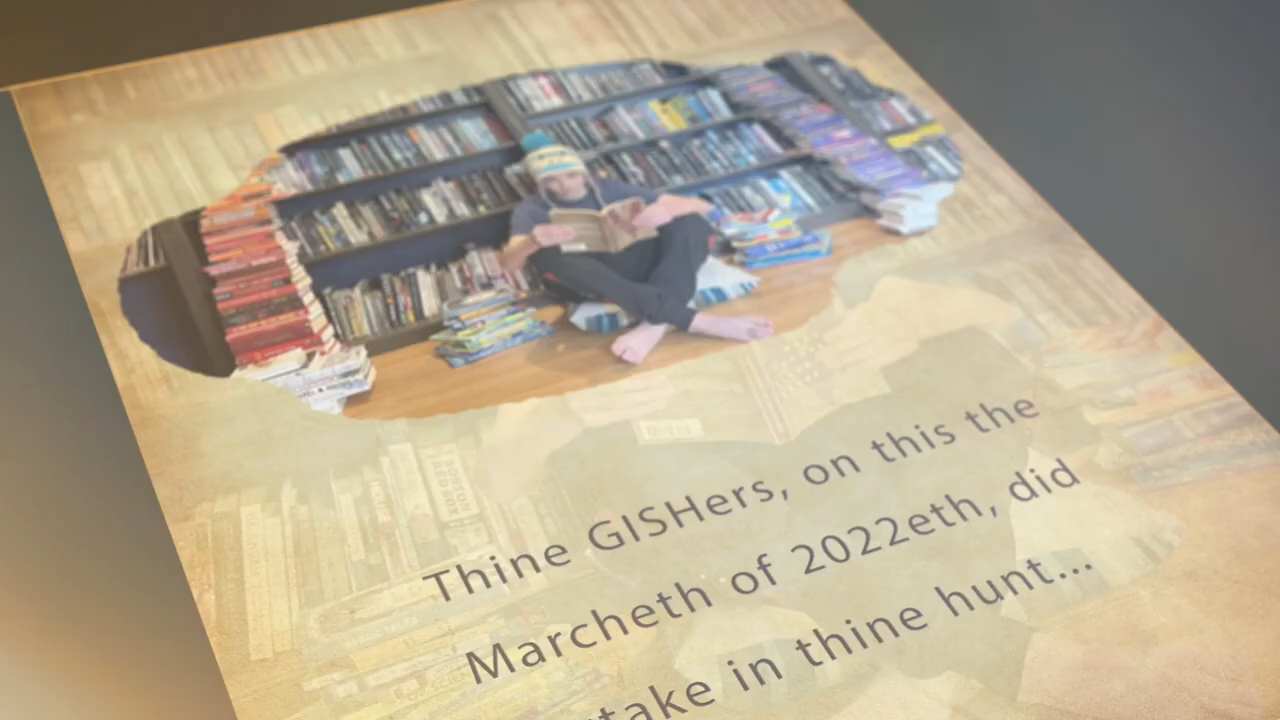 Thine GISHers, on this the
Marcheth of 2022eth, did
take in thine hunt...